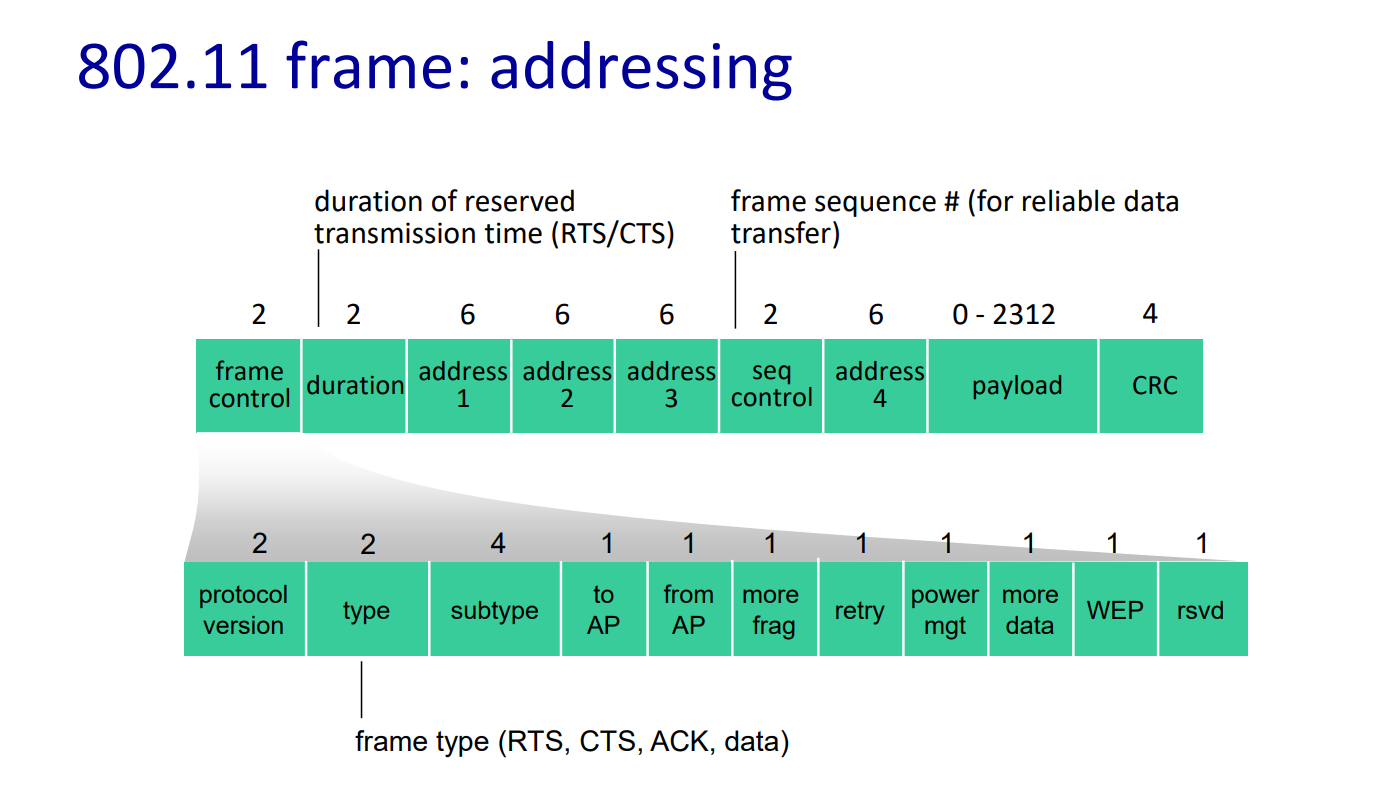 802.11 frame: addressing
duration of reserved
transmission time (RTS/CTS)
frame sequence # (for reliable data
transfer)
2 2 6 6 6 2 6 0 - 2312 4
frame
control
duration
address
1
address
2
address
3
seq
control
address
4
payload
CRC
2 2 4 1 1 1 1 1 1 1 1
protocol
version
type
subtype
to
AP
from
AP
more
frag
retry
power
mgt
more
data
WEP
rsvd
frame type (RTS, CTS, ACK, data)